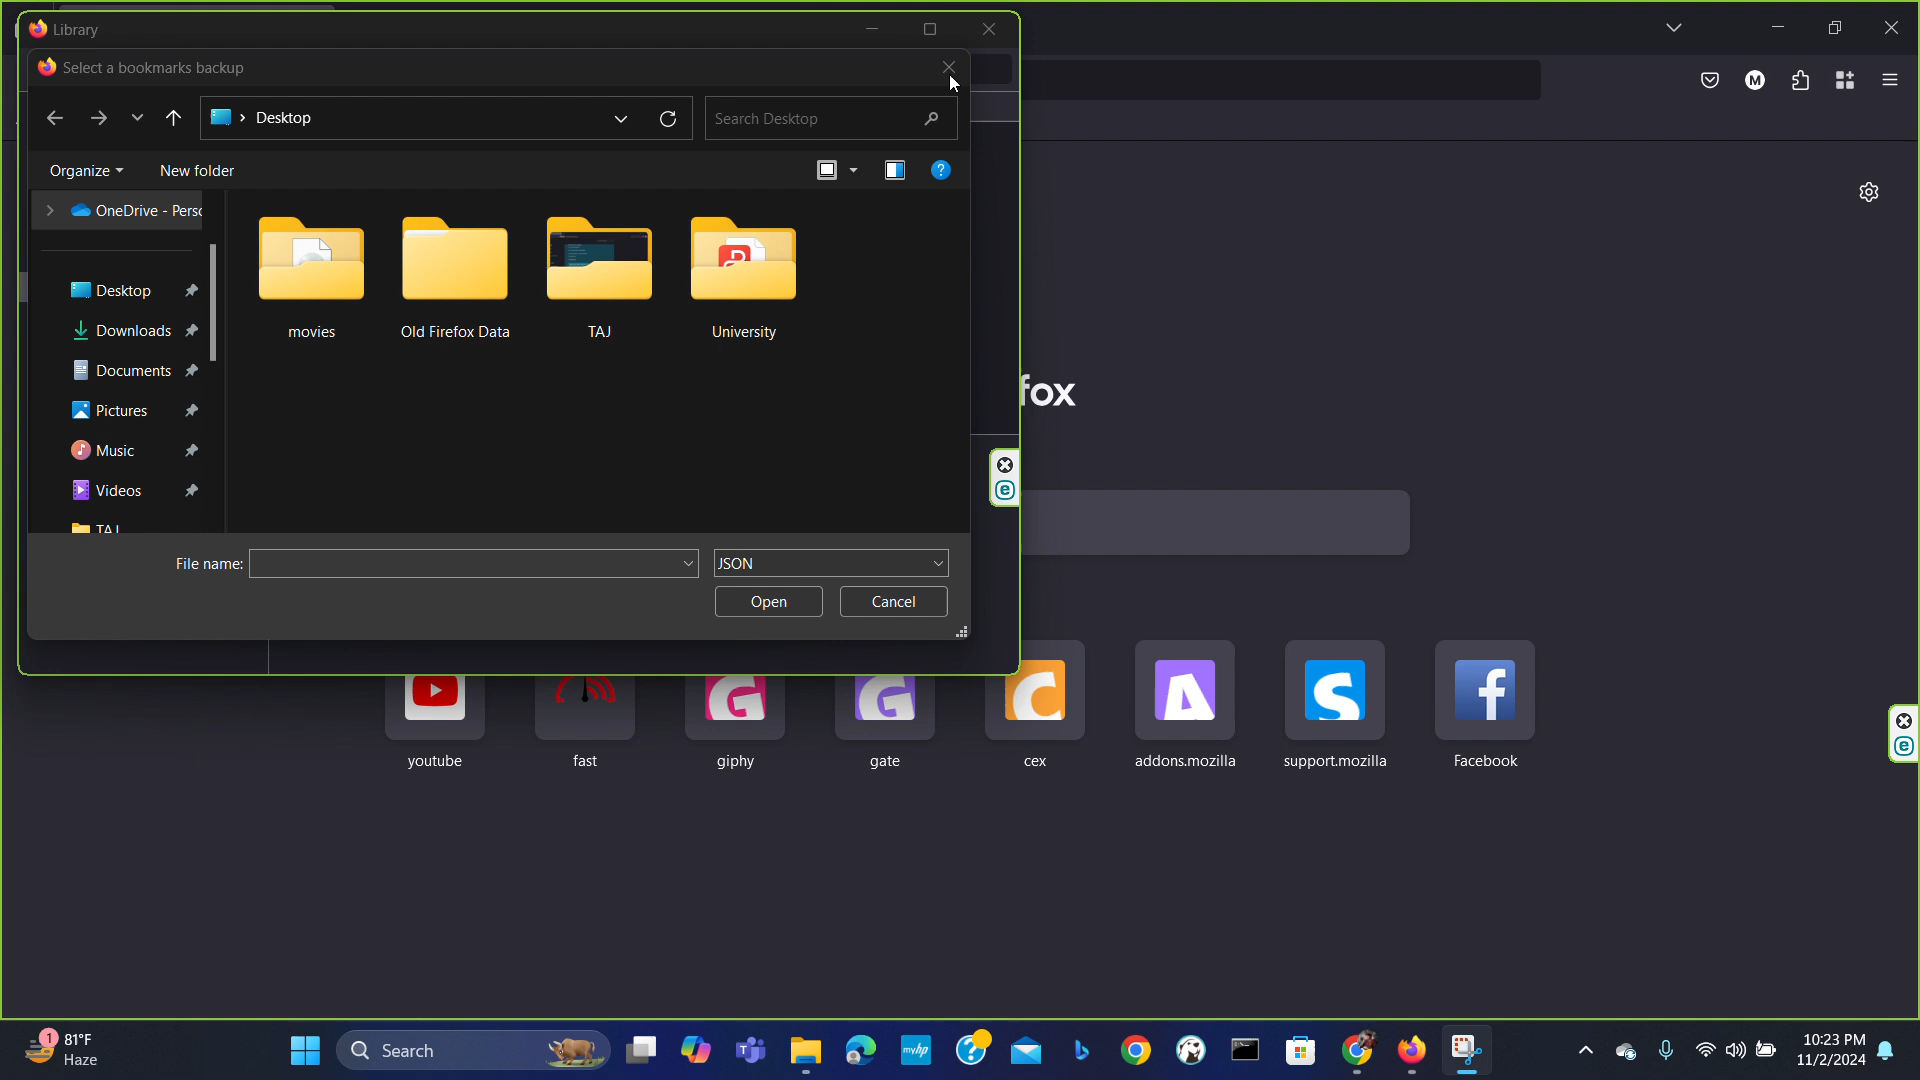 Library
Select a bookmarks backup
Desktop
Search Desktop
Organize
New folder
OneDrive - Perso
Desktop
Downloads
Documents
Pictures
Music
Videos
TAJ
movies
Old Firefox Data
TAJ
University
File name:
JSON
Open
Cancel
fox
youtube
fast
giphy
gate
cex
addons.mozilla
support.mozilla
Facebook
1
81°F
Haze
Search
10:23 PM
11/2/2024